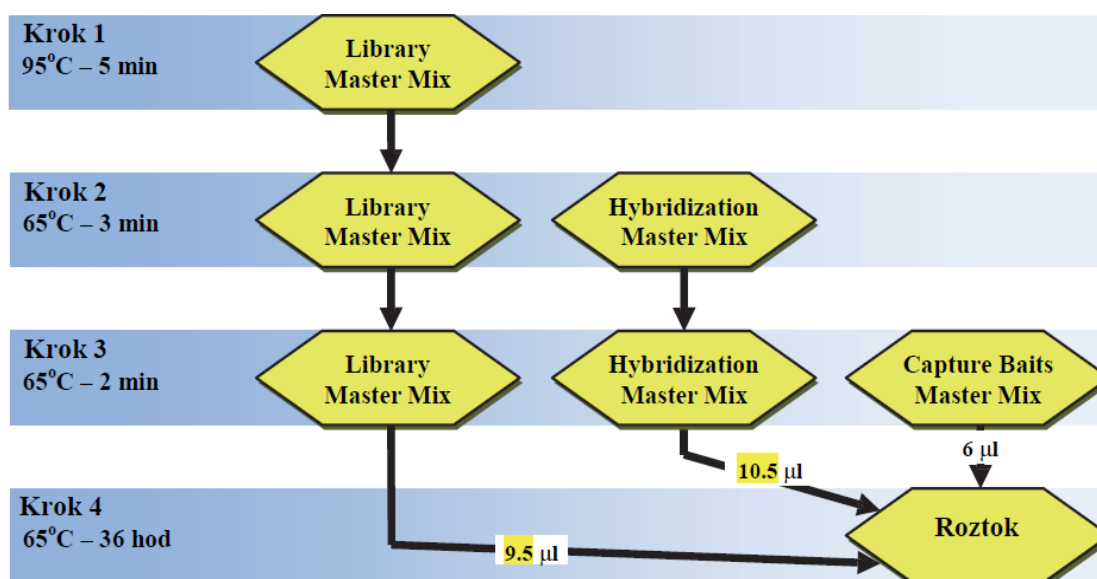 Krok 1
95°C – 5 min
Library
Master Mix
Krok 2
65°C – 3 min
Library
Master Mix
Hybridization
Master Mix
Krok 3
65°C – 2 min
Library
Master Mix
Hybridization
Master Mix
Capture Baits
Master Mix
6 µl
10.5 µl
Krok 4
65°C – 36 hod
Roztok
9.5 µl